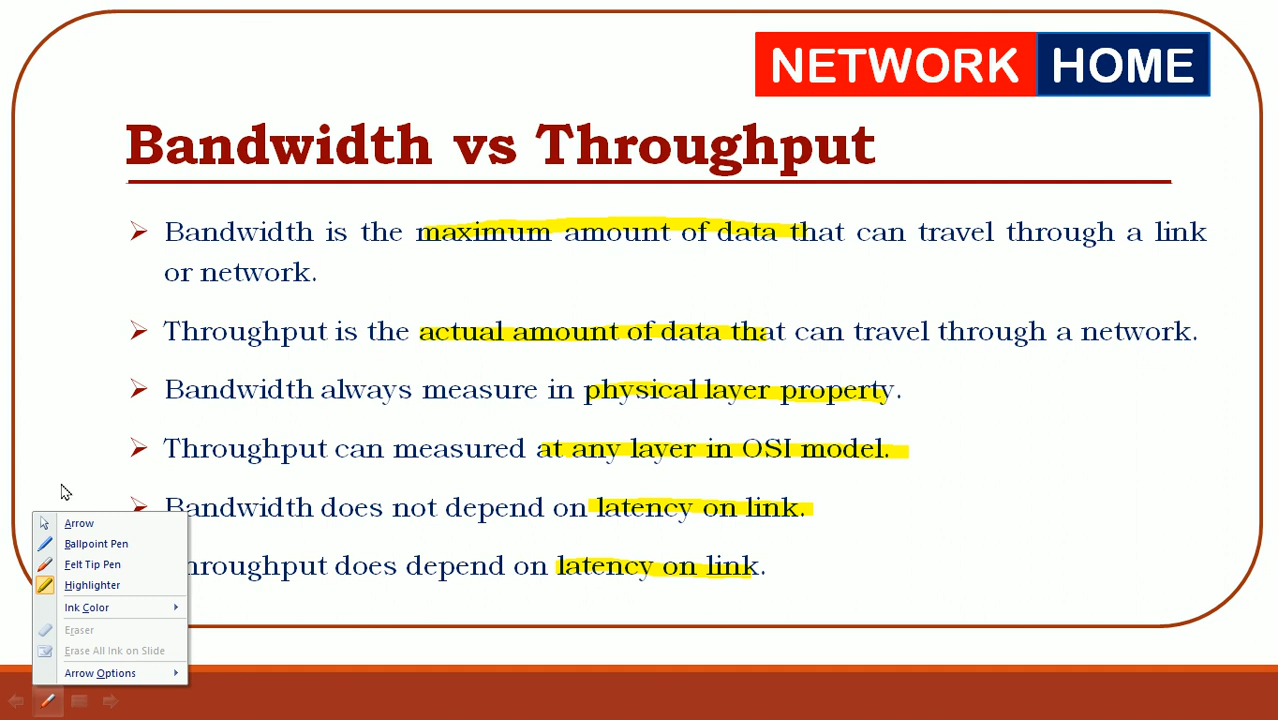 NETWORK HOME
Bandwidth vs Throughput
Bandwidth is the maximum amount of data that can travel through a link
or network.
Throughput is the actual amount of data that can travel through a network.
Bandwidth always measure in physical layer property.
Throughput can measured at any layer in OSI model.
Bandwidth does not depend on latency on link.
Throughput does depend on latency on link.
Arrow
Ballpoint Pen
Felt Tip Pen
Highlighter
Ink Color
Eraser
Erase All Ink on Slide
Arrow Options